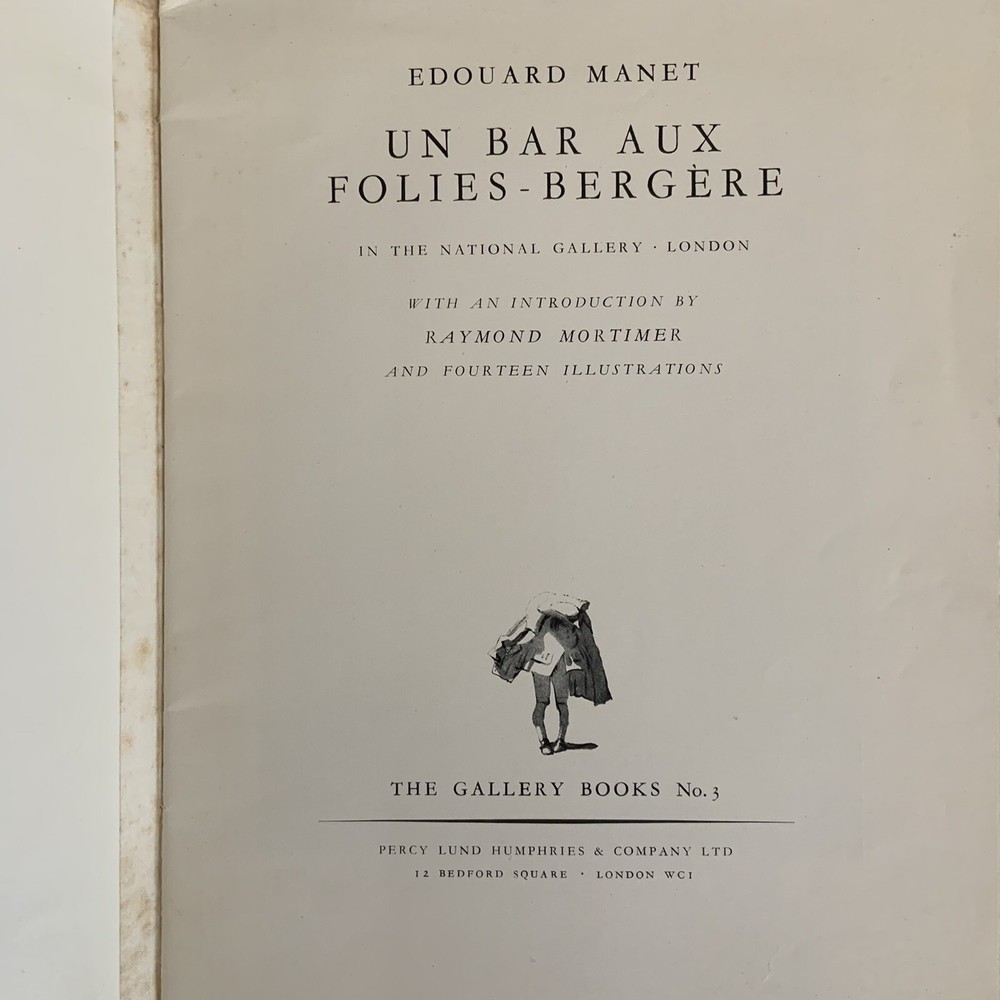 EDOUARD MANET
UN BAR AUX
FOLIES-BERGÈRE
IN THE NATIONAL GALLERY · LONDON
WITH AN INTRODUCTION BY
RAYMOND MORTIMER
AND FOURTEEN ILLUSTRATIONS
THE GALLERY BOOKS No. 3
PERCY LUND HUMPHRIES & COMPANY LTD
12 BEDFORD SQUARE · LONDON WC1